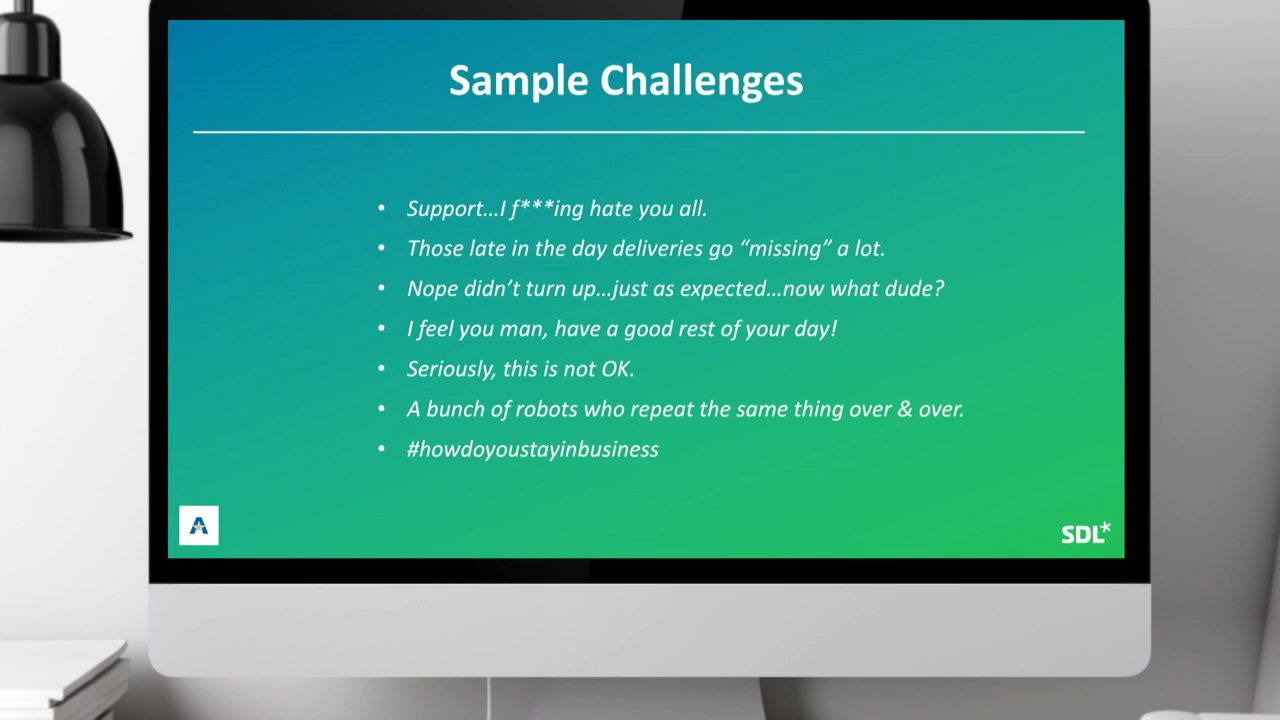 Sample Challenges
• Support…I f***ing hate you all.
• Those late in the day deliveries go “missing” a lot.
• Nope didn’t turn up…just as expected…now what dude?
• I feel you man, have a good rest of your day!
• Seriously, this is not OK.
• A bunch of robots who repeat the same thing over & over.
• #howdoyoustayinbusiness
A
SDL*